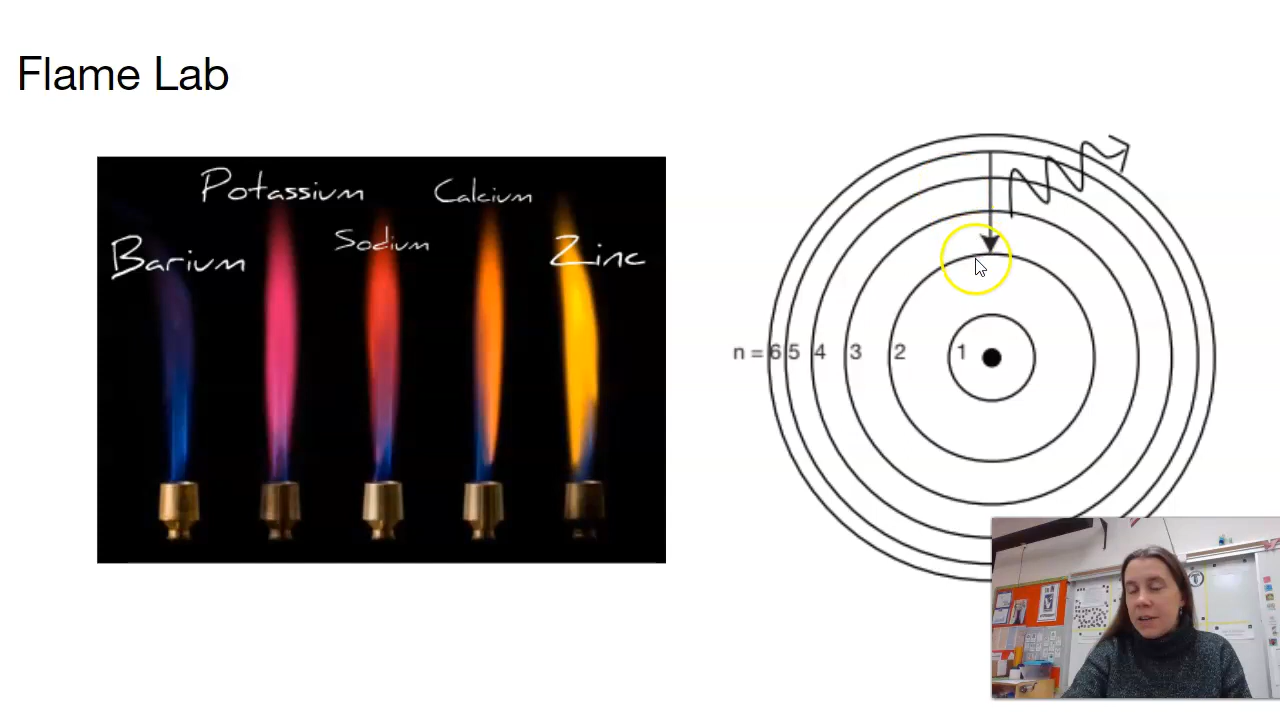 Flame Lab
Potassium
Calcium
Sodium
Barium
Zinc
n = 6 5 4 3 2 1